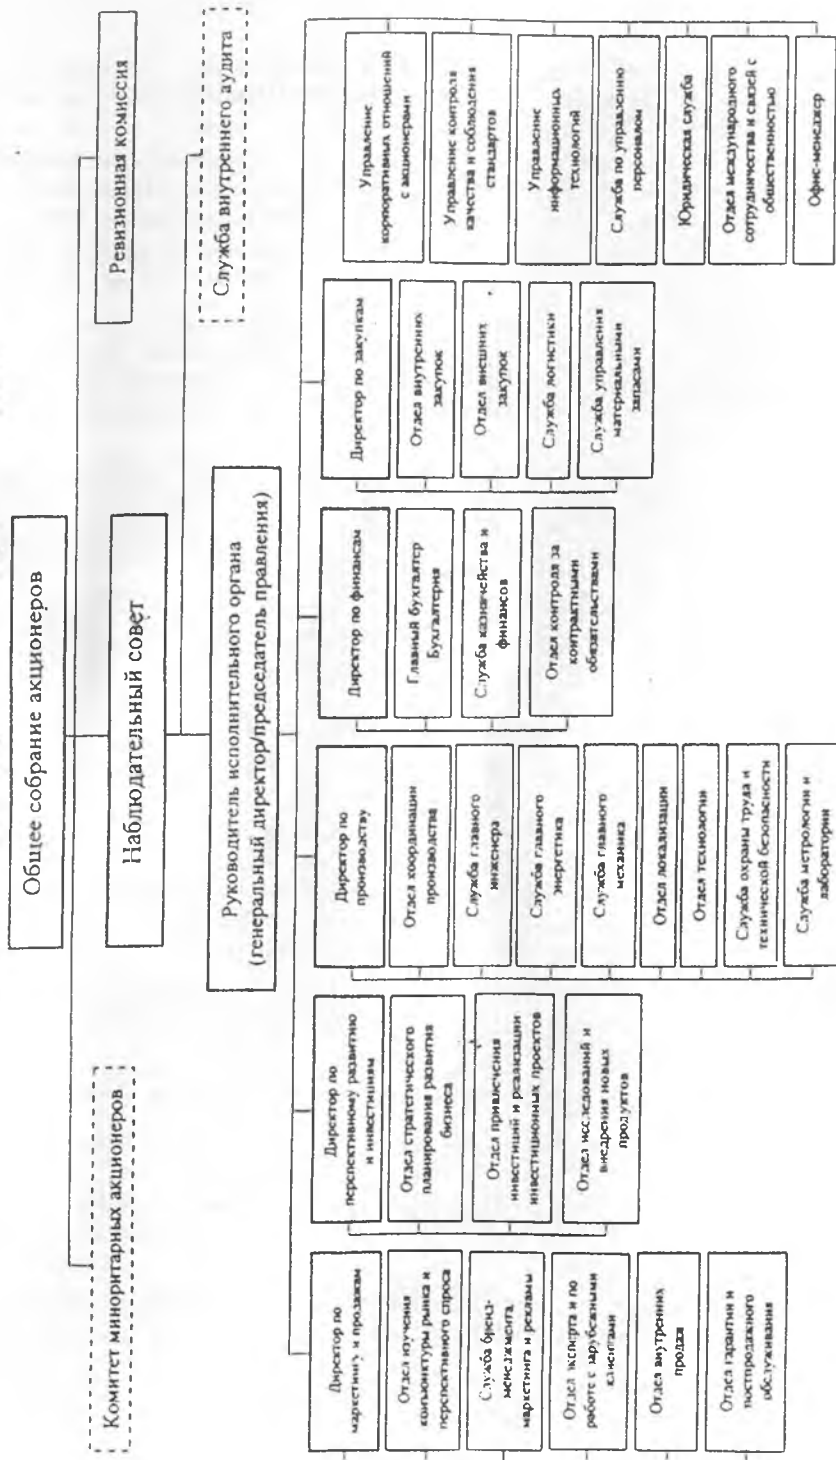 Общее собрание акционеров
Комитет миноритарных акционеров
Ревизионная комиссия
Наблюдательный совет
Служба внутреннего аудита
Руководитель исполнительного органа
(генеральный директор/председатель правления)
Директор по
маркетингу и продажам
Отдел изучения
конъюнктуры рынка и
перспективного спроса
Служба бренд-
менеджмента,
маркетинга и рекламы
Отдел экспорта и по
работе с зарубежными
клиентами
Отдел внутренних
продаж
Отдел гарантии и
постпродажного
обслуживания
Директор по
перспективному развитию
и инвестициям
Отдел стратегического
планирования развития
бизнеса
Отдел привлечения
инвестиций и реализации
инвестиционных проектов
Отдел исследований и
внедрения новых
продуктов
Директор по
производству
Отдел координации
производства
Служба главного
инженера
Служба главного
энергетика
Служба главного
механика
Отдел локализации
Отдел технологии
Служба охраны труда и
технической безопасности
Служба метрологии и
лаборатории
Директор по финансам
Главный бухгалтер
Бухгалтерия
Служба казначейства и
финансов
Отдел контроля за
контрактными
обязательствами
Директор по закупкам
Отдел внутренних
закупок
Отдел внешних
закупок
Служба логистики
Служба управления
материальными
запасами
Управление
корпоративных отношений
с акционерами
Управление контроля
качества и соблюдения
стандартов
Управление
информационных
технологий
Служба по управлению
персоналом
Юридическая служба
Отдел международного
сотрудничества и связей с
общественностью
Офис-менеджер